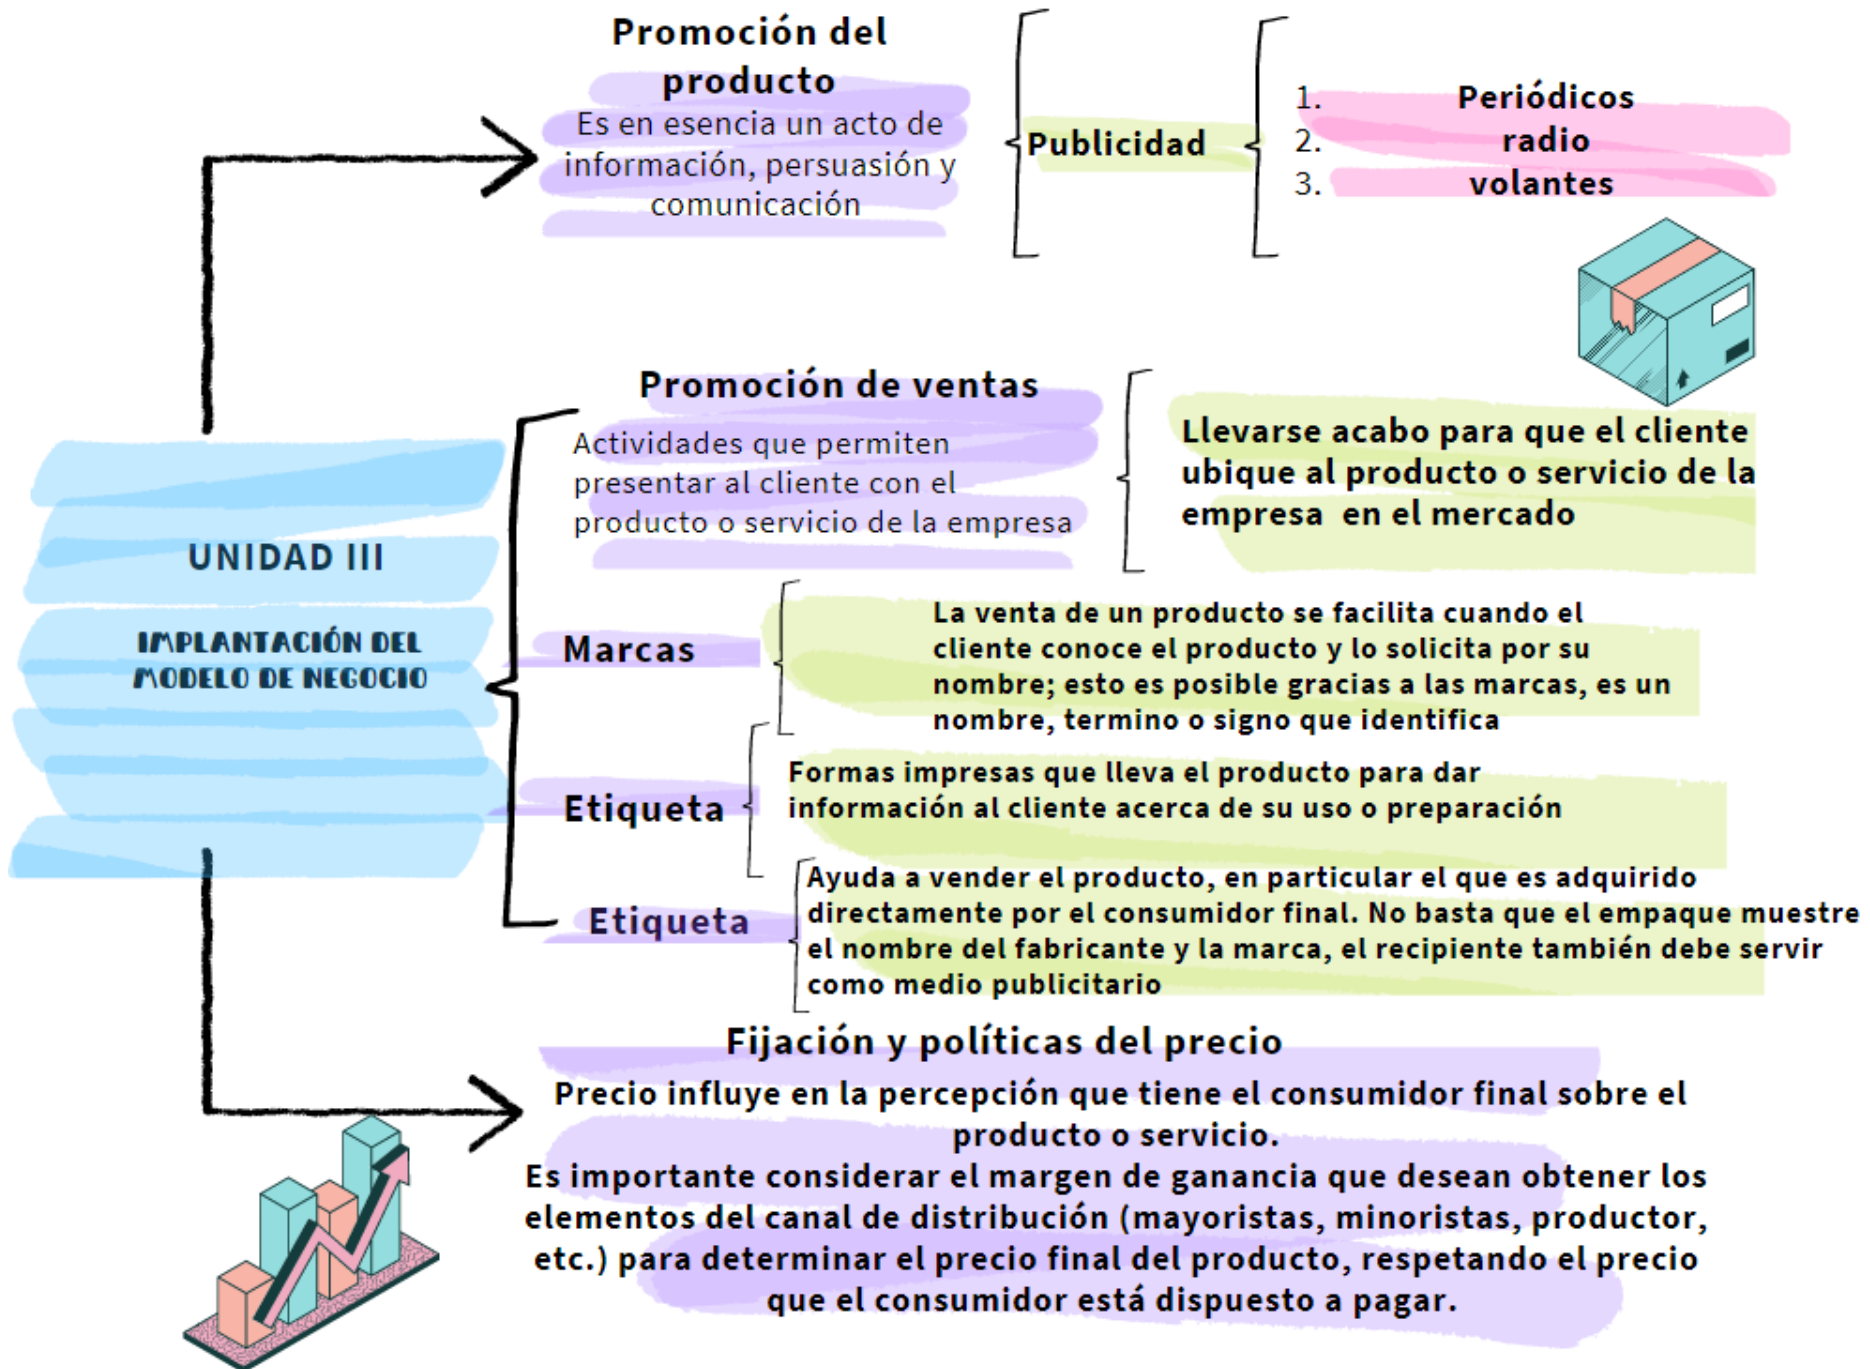 Promoción del
producto
Es en esencia un acto de
información, persuasión y
comunicación
Publicidad
1. Periódicos
2. radio
3. volantes
Promoción de ventas
Actividades que permiten
presentar al cliente con el
producto o servicio de la empresa
Llevarse acabo para que el cliente
ubique al producto o servicio de la
empresa en el mercado
UNIDAD III
IMPLANTACIÓN DEL
MODELO DE NEGOCIO
Marcas
La venta de un producto se facilita cuando el
cliente conoce el producto y lo solicita por su
nombre; esto es posible gracias a las marcas, es un
nombre, termino o signo que identifica
Etiqueta
Formas impresas que lleva el producto para dar
información al cliente acerca de su uso o preparación
Etiqueta
Ayuda a vender el producto, en particular el que es adquirido
directamente por el consumidor final. No basta que el empaque muestre
el nombre del fabricante y la marca, el recipiente también debe servir
como medio publicitario
Fijación y políticas del precio
Precio influye en la percepción que tiene el consumidor final sobre el
producto o servicio.
Es importante considerar el margen de ganancia que desean obtener los
elementos del canal de distribución (mayoristas, minoristas, productor,
etc.) para determinar el precio final del producto, respetando el precio
que el consumidor está dispuesto a pagar.